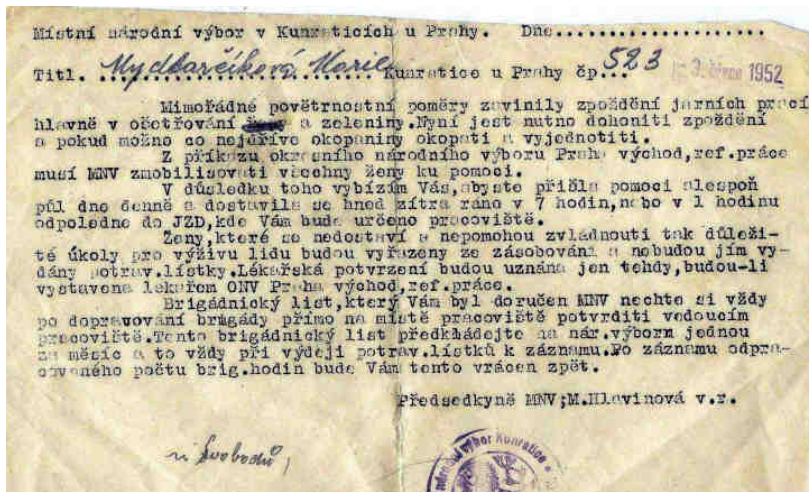 Místní národní výbor v Kunraticích u Prahy. Dne....................
Titl. Mydlarčíková Marie Kunratice u Prahy čp... 523
3. březen 1952
Mimořádné povětrnostní poměry zavinily zpoždění jarních prací
hlavně v ošetřování a zeleniny.Nyní jest nutno dohoniti zpoždění
a pokud možno co nejdříve okopaniny okopati a vyjednotiti.
Z příkazu okresního národního výboru Praha východ,ref.práce
musí MNV zmobilisovati všechny ženy ku pomoci.
V důsledku toho vybízím Vás,abyste přišla pomoci alespoň
půl dne denně a dostavila se hned zítra ráno v 7 hodin,nebo v 1 hodinu
odpoledne do JZD,kde Vám bude určeno pracoviště.
Ženy,které se nedostaví a nepomohou zvládnouti tak důleži-
té úkoly pro výživu lidu budou vyřazeny ze zásobování a nebudou jím vy-
dány potrav.lístky.Lékařská potvrzení budou uznána jen tehdy,budou-li
vystavena lékařem ONV Praha východ,ref.práce.
Brigádnický list,který Vám byl doručen MNV nechte si vždy
po dopravování brigády přímo na místě pracoviště potvrditi vedoucím
pracoviště.Tento brigádnický list předkládejte na nár.výboru jednou
za měsíc a to vždy při výdeji potrav.lístků k záznamu.Po záznamu odpra-
covaného počtu brig.hodin bude Vám tento vrácen zpět.
Předsedkyně MNV;M.Hlavinová v.r.
u Svobodů,
národní výbor Kunratice